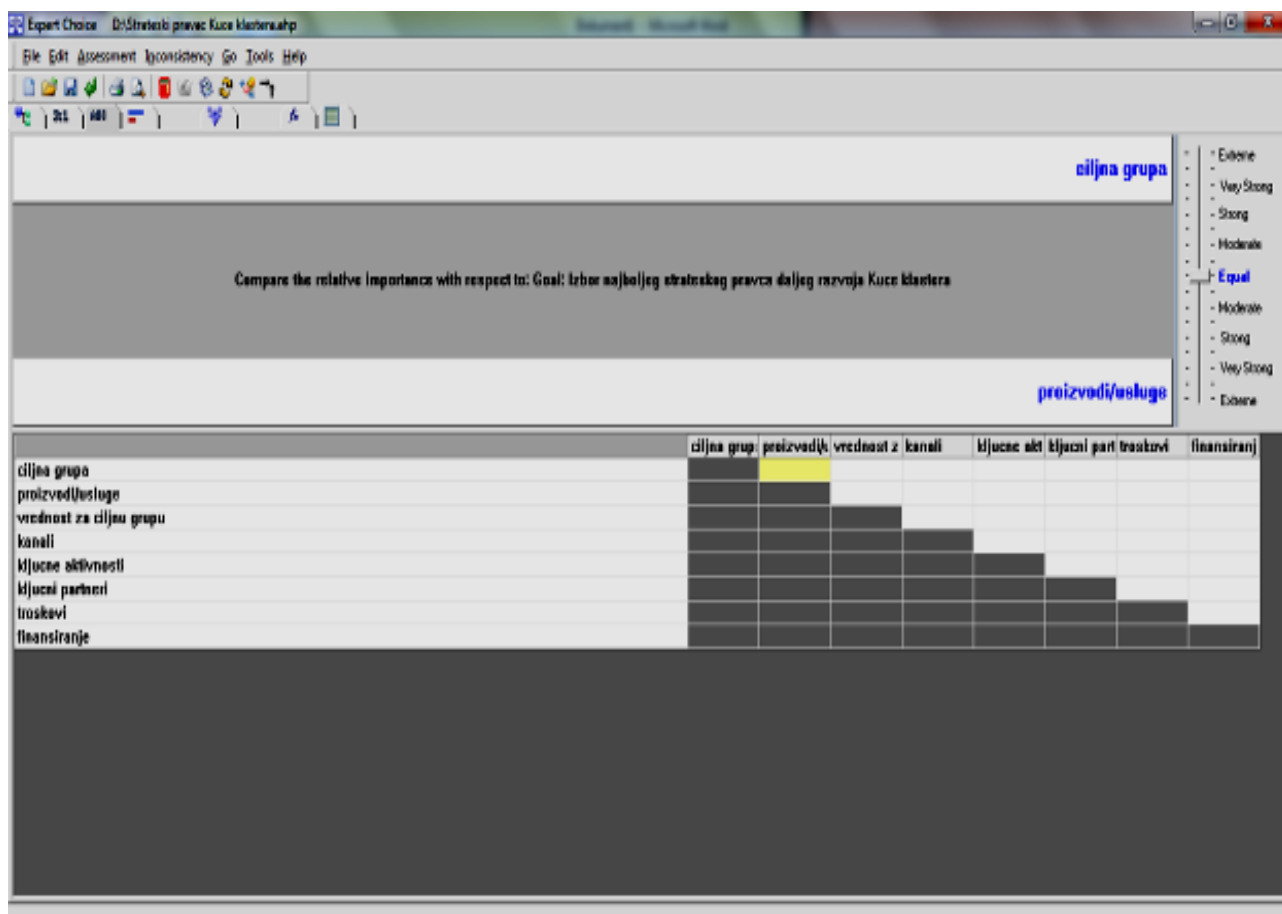 Expert Choice D:\Strateski pravac Kuce klastera.ahp
File Edit Assessment Inconsistency Go Tools Help
3:1 ABC
ciljna grupa
Compare the relative importance with respect to: Goal: Izbor najboljeg strateskog pravca daljeg razvoja Kuce klastera
proizvodi/usluge
Extreme
Very Strong
Strong
Moderate
Equal
Moderate
Strong
Very Strong
Extreme
ciljna grup proizvodi/u vrednost z kanali kljucne akt kljucni part troskovi finansiranj
ciljna grupa
proizvodi/usluge
vrednost za ciljnu grupu
kanali
kljucne aktivnosti
kljucni partneri
troskovi
finansiranje